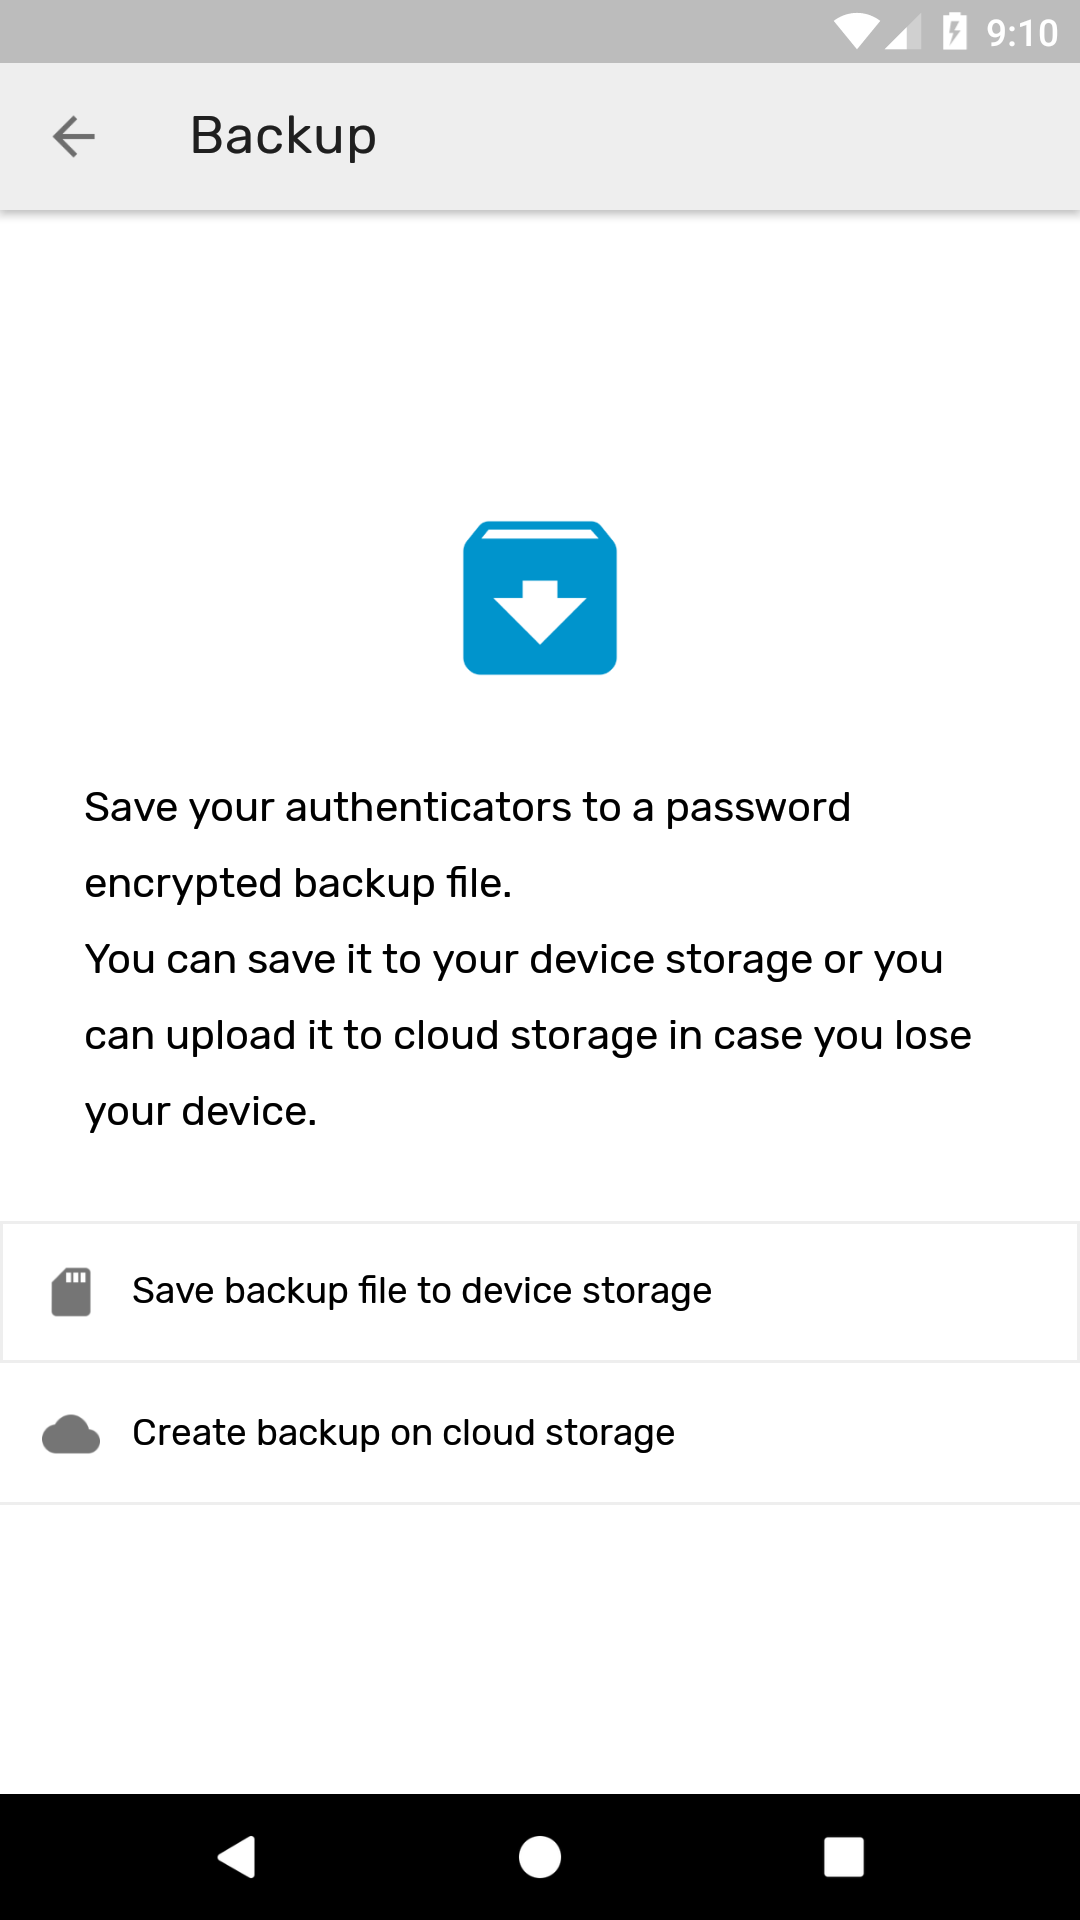 9:10
Backup
Save your authenticators to a password
encrypted backup file.
You can save it to your device storage or you
can upload it to cloud storage in case you lose
your device.
Save backup file to device storage
Create backup on cloud storage